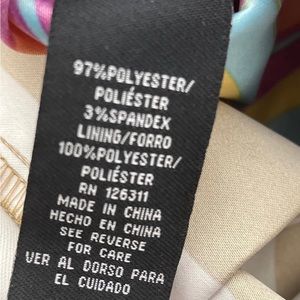 97%POLYESTER/
POLIÉSTER
3%SPANDEX
LINING/FORRO
100%POLYESTER/
POLIÉSTER
RN 126311
MADE IN CHINA
HECHO EN CHINA
SEE REVERSE
FOR CARE
VER AL DORSO PARA
EL CUIDADO